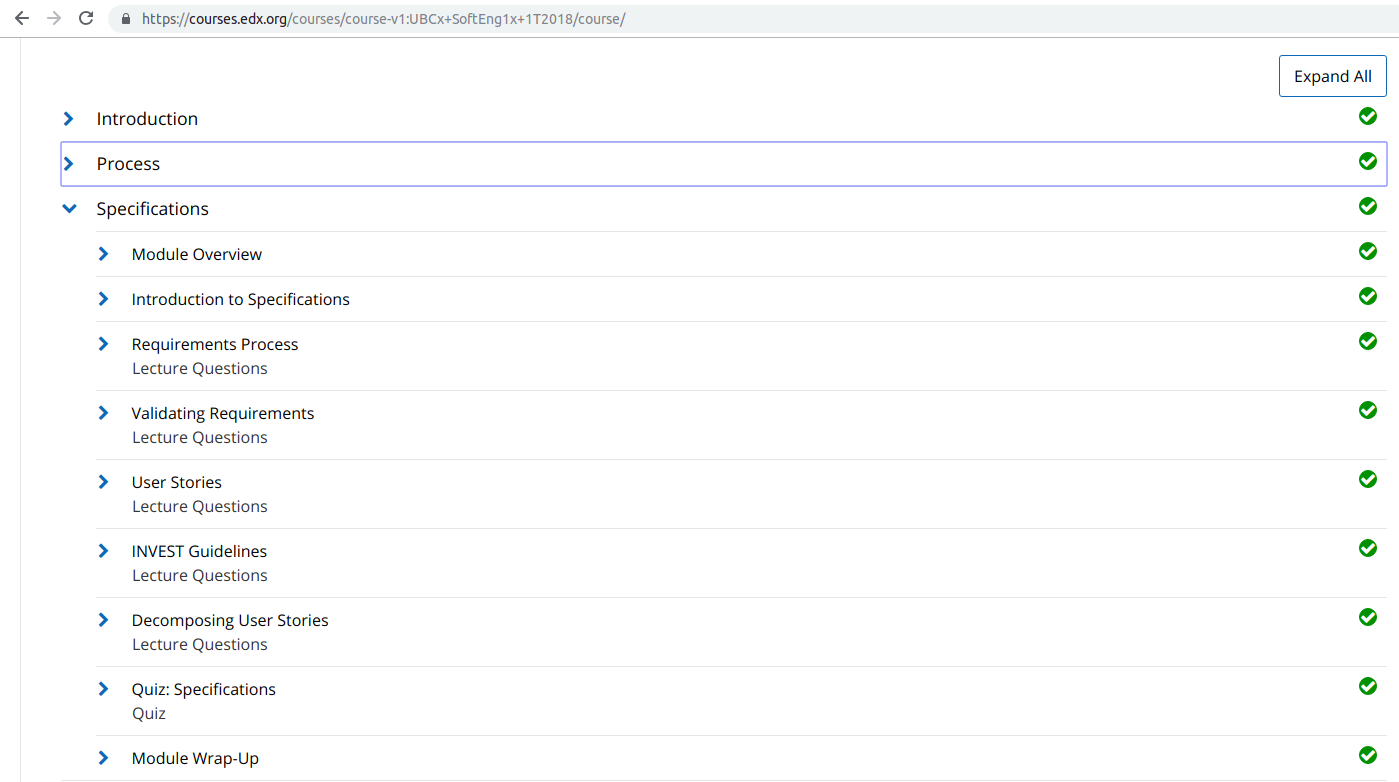 https://courses.edx.org/courses/course-v1:UBCx+SoftEng1x+1T2018/course/
Expand All
Introduction
Process
Specifications
Module Overview
Introduction to Specifications
Requirements Process
Lecture Questions
Validating Requirements
Lecture Questions
User Stories
Lecture Questions
INVEST Guidelines
Lecture Questions
Decomposing User Stories
Lecture Questions
Quiz: Specifications
Quiz
Module Wrap-Up